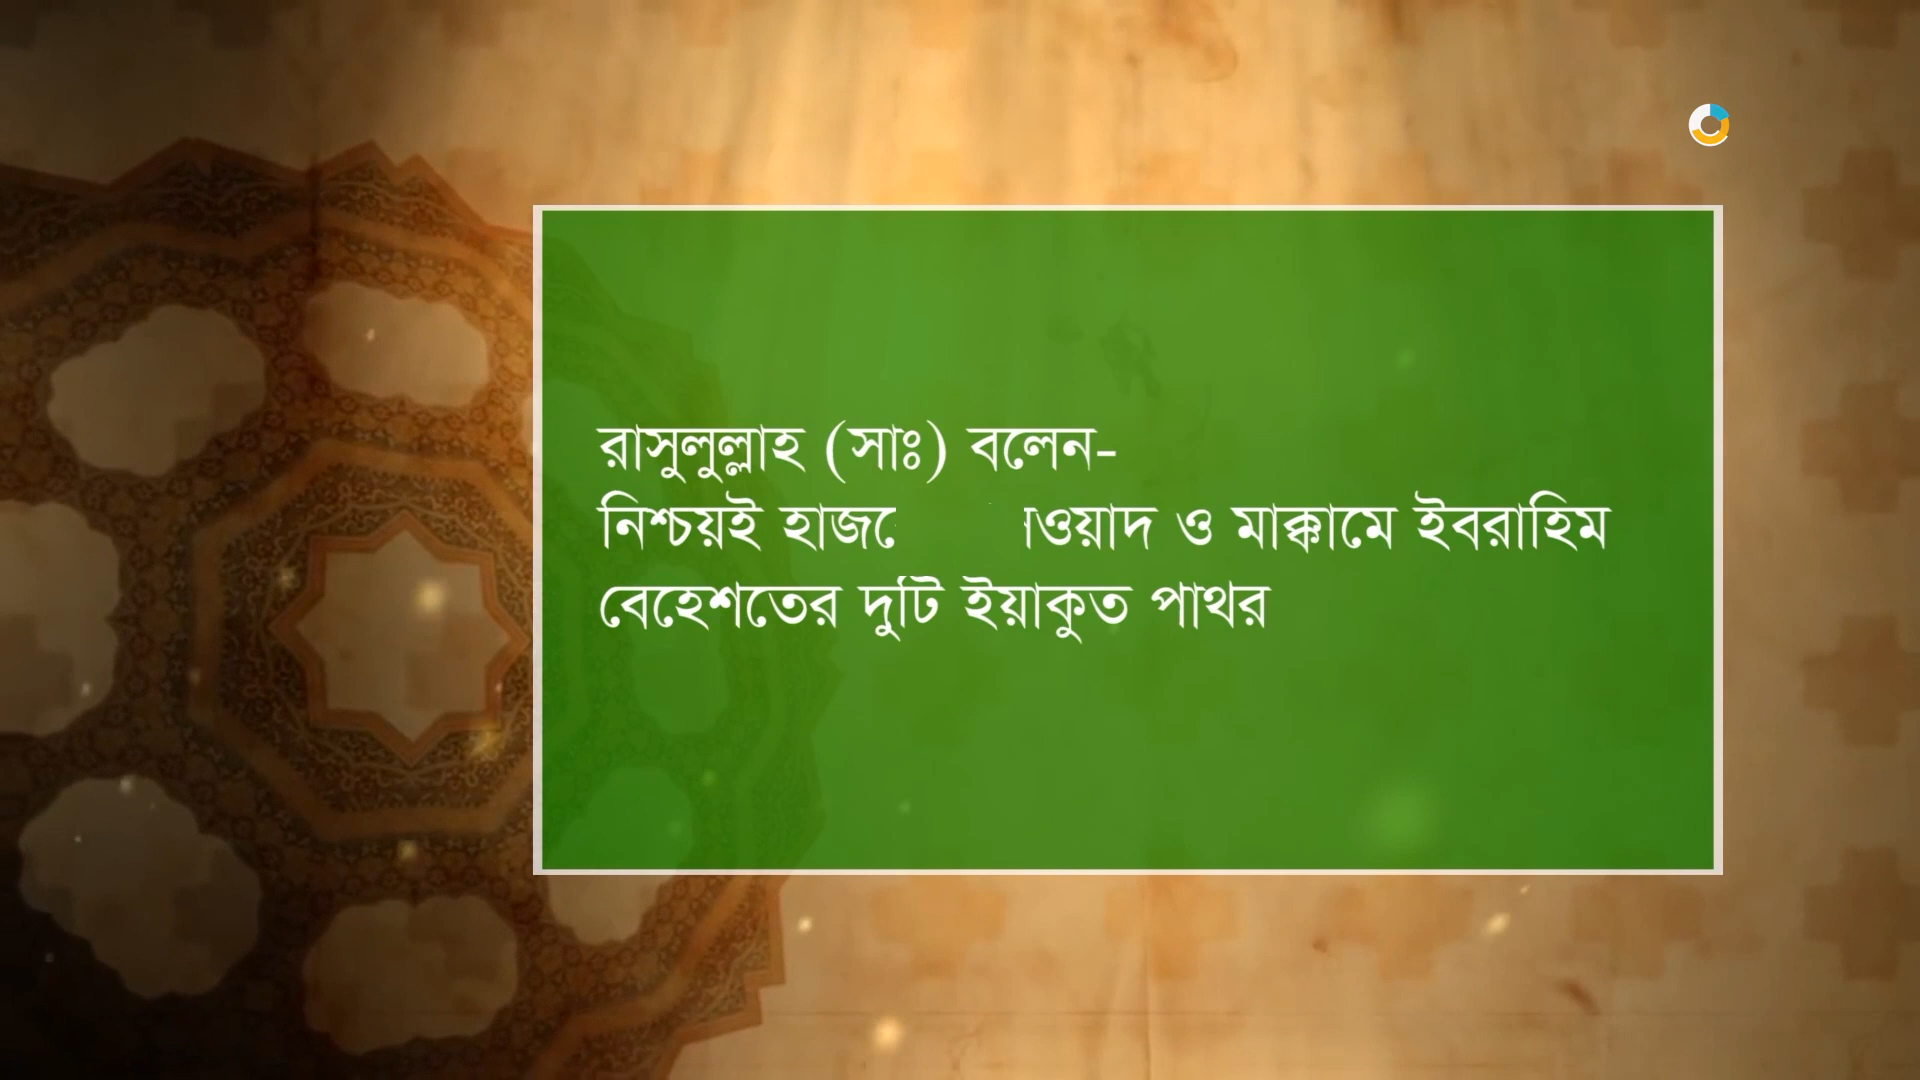 রাসুলুল্লাহ (সাঃ) বলেন-
নিশ্চয়ই ও মাক্কামে ইবরাহিম
বেহেশতের দুটি ইয়াকুত পাথর